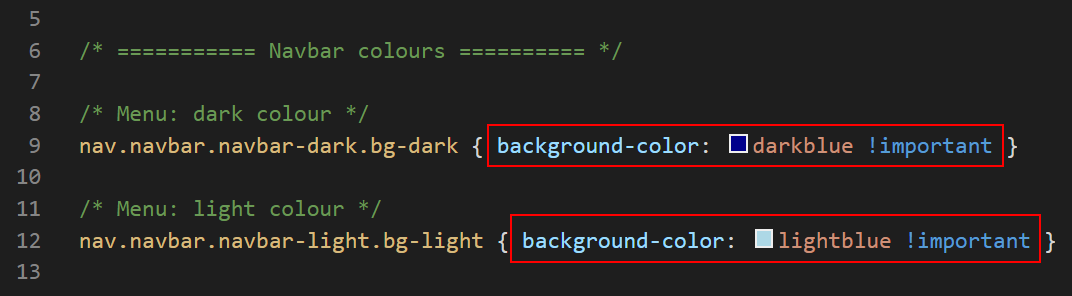 5
6 /* =========== Navbar colours ========== */
7
8 /* Menu: dark colour */
9 nav.navbar.navbar-dark.bg-dark { background-color: darkblue !important }
10
11 /* Menu: light colour */
12 nav.navbar.navbar-light.bg-light { background-color: lightblue !important }
13